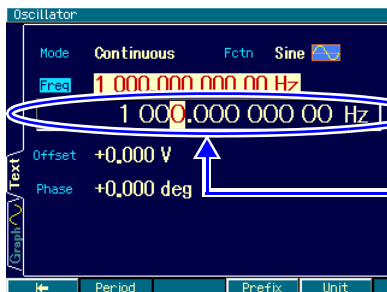 Oscillator
Mode Continuous Fctn Sine
Freq 1 000.000 000 00 Hz
1 000.000 000 00 Hz
Offset +0.000 V
Phase +0.000 deg
Text
Graph
Period Prefix Unit